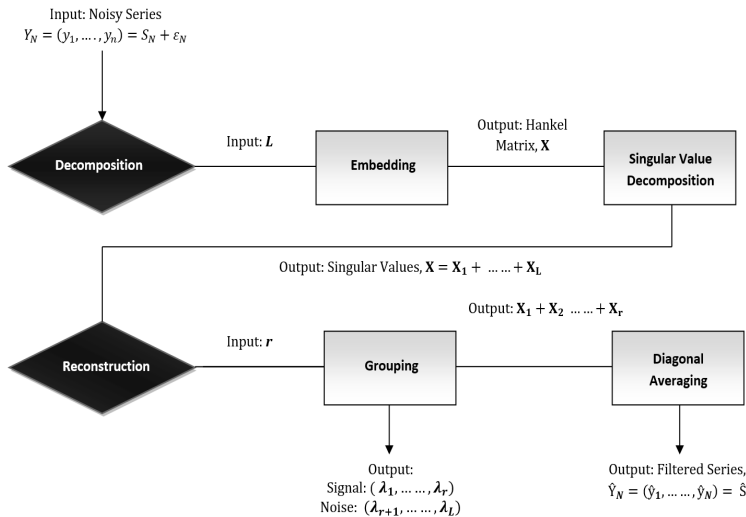 Input: Noisy Series
Y_N = (y_1, … . , y_n) = S_N + ε_N
Decomposition
Input: L
Embedding
Output: Hankel
Matrix, X
Singular Value
Decomposition
Output: Singular Values, X = X_1 + … … + X_L
Output: X_1 + X_2 … … + X_r
Reconstruction
Input: r
Grouping
Diagonal
Averaging
Output:
Signal: ( λ_1, … … , λ_r)
Noise: (λ_{r+1}, … … , λ_L)
Output: Filtered Series,
Ŷ_N = (ŷ_1, … … , ŷ_N) = Ŝ